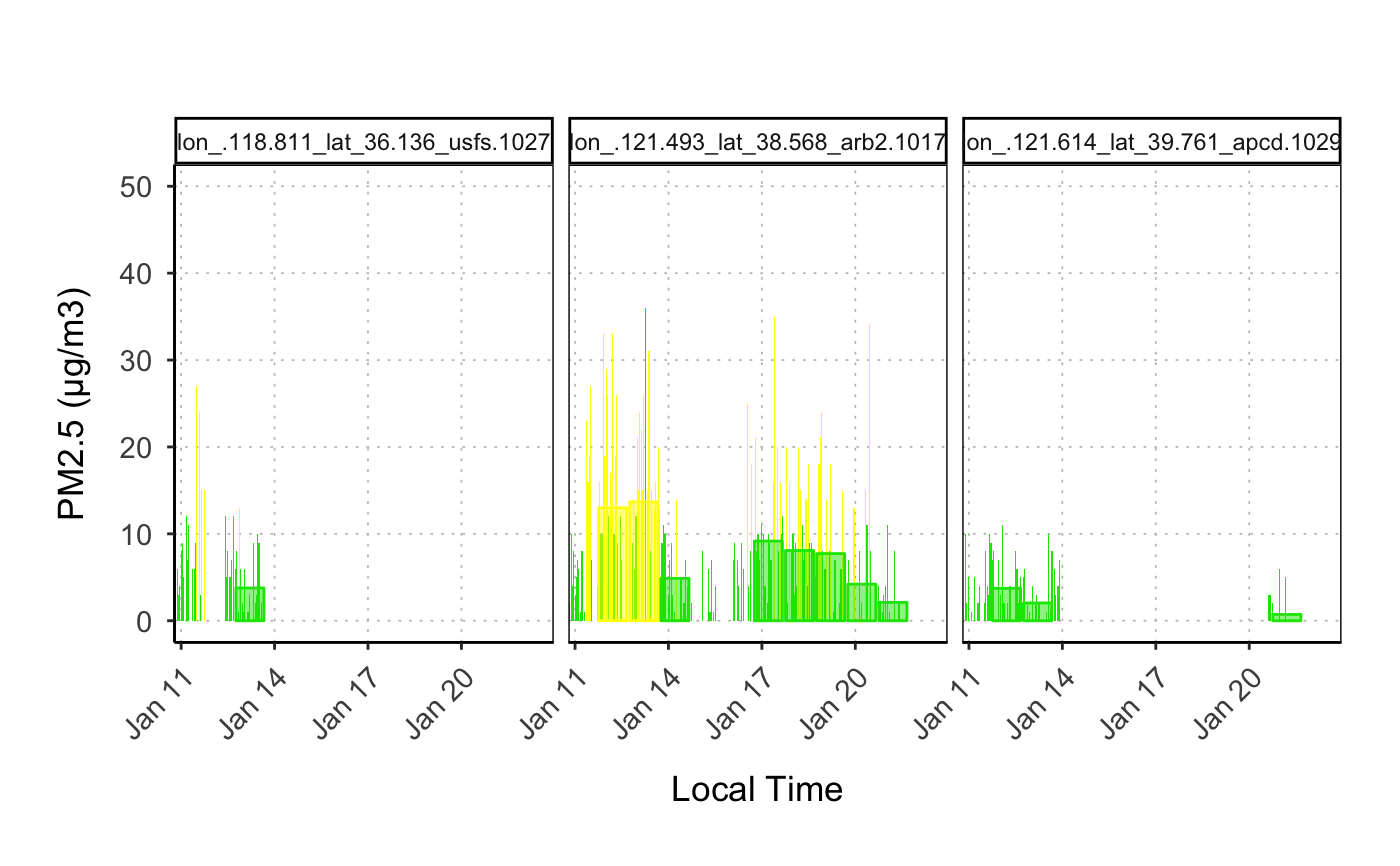 lon_.118.811_lat_36.136_usfs.1027
lon_.121.493_lat_38.568_arb2.1017
on_.121.614_lat_39.761_apcd.1029
PM2.5 (µg/m3)
50
40
30
20
10
0
Jan 11
Jan 14
Jan 17
Jan 20
Jan 11
Jan 14
Jan 17
Jan 20
Jan 11
Jan 14
Jan 17
Jan 20
Local Time